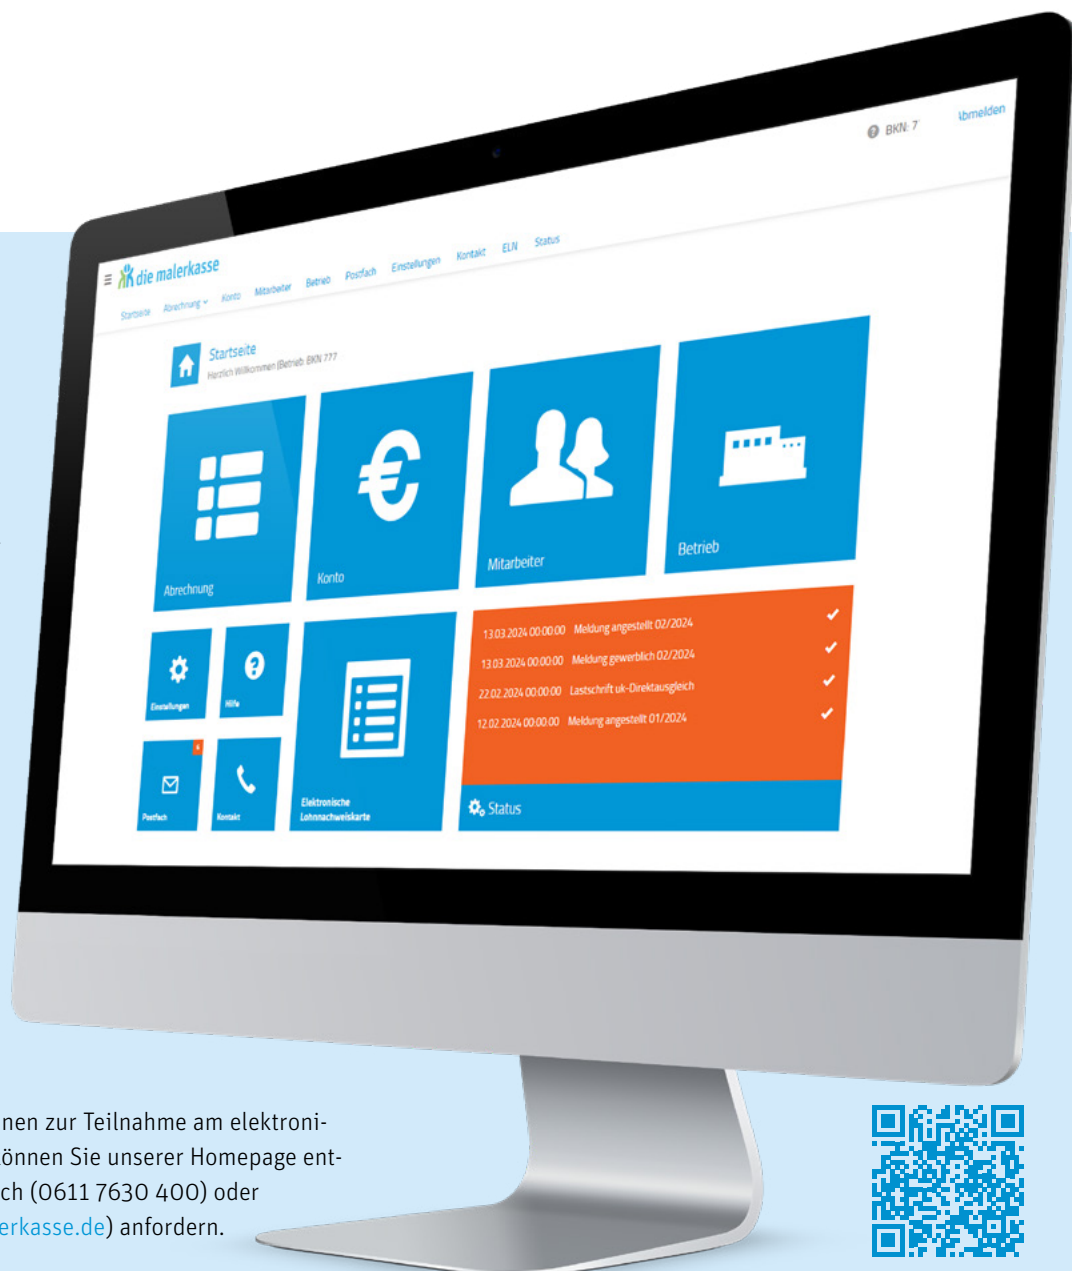 BKN: 7
Abmelden
die malerkasse
Startseite Abrechnung Konto Mitarbeiter Betrieb Postfach Einstellungen Kontakt ELN Status
Startseite
Herzlich Willkommen (Betrieb: BKN 777
Abrechnung
Konto
Mitarbeiter
Betrieb
Einstellungen
Hilfe
Postfach
Kontakt
Elektronische
Lohnnachweiskarte
13.03.2024 00:00:00 Meldung angestellt 02/2024
13.03.2024 00:00:00 Meldung gewerblich 02/2024
22.02.2024 00:00:00 Lastschrift uk-Direktausgleich
12.02.2024 00:00:00 Meldung angestellt 01/2024
Status
nen zur Teilnahme am elektroni-
önnen Sie unserer Homepage ent-
ch (0611 7630 400) oder
erkasse.de) anfordern.